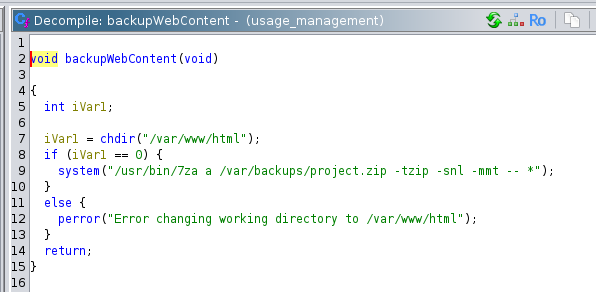 Decompile: backupWebContent - (usage_management)
Ro
1
2 void backupWebContent(void)
3
4 {
5 int iVar1;
6
7 iVar1 = chdir("/var/www/html");
8 if (iVar1 == 0) {
9 system("/usr/bin/7za a /var/backups/project.zip -tzip -snl -mmt -- *");
10 }
11 else {
12 perror("Error changing working directory to /var/www/html");
13 }
14 return;
15 }
16